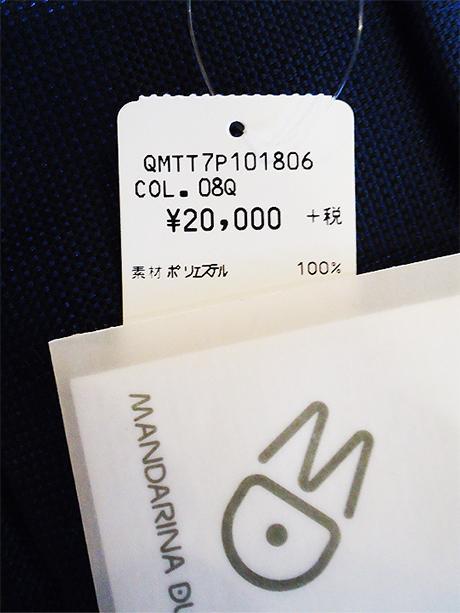 QMTT7P101806
COL. 08Q
¥20,000 +税
素材 ポリエステル 100%
MANDARINA DU